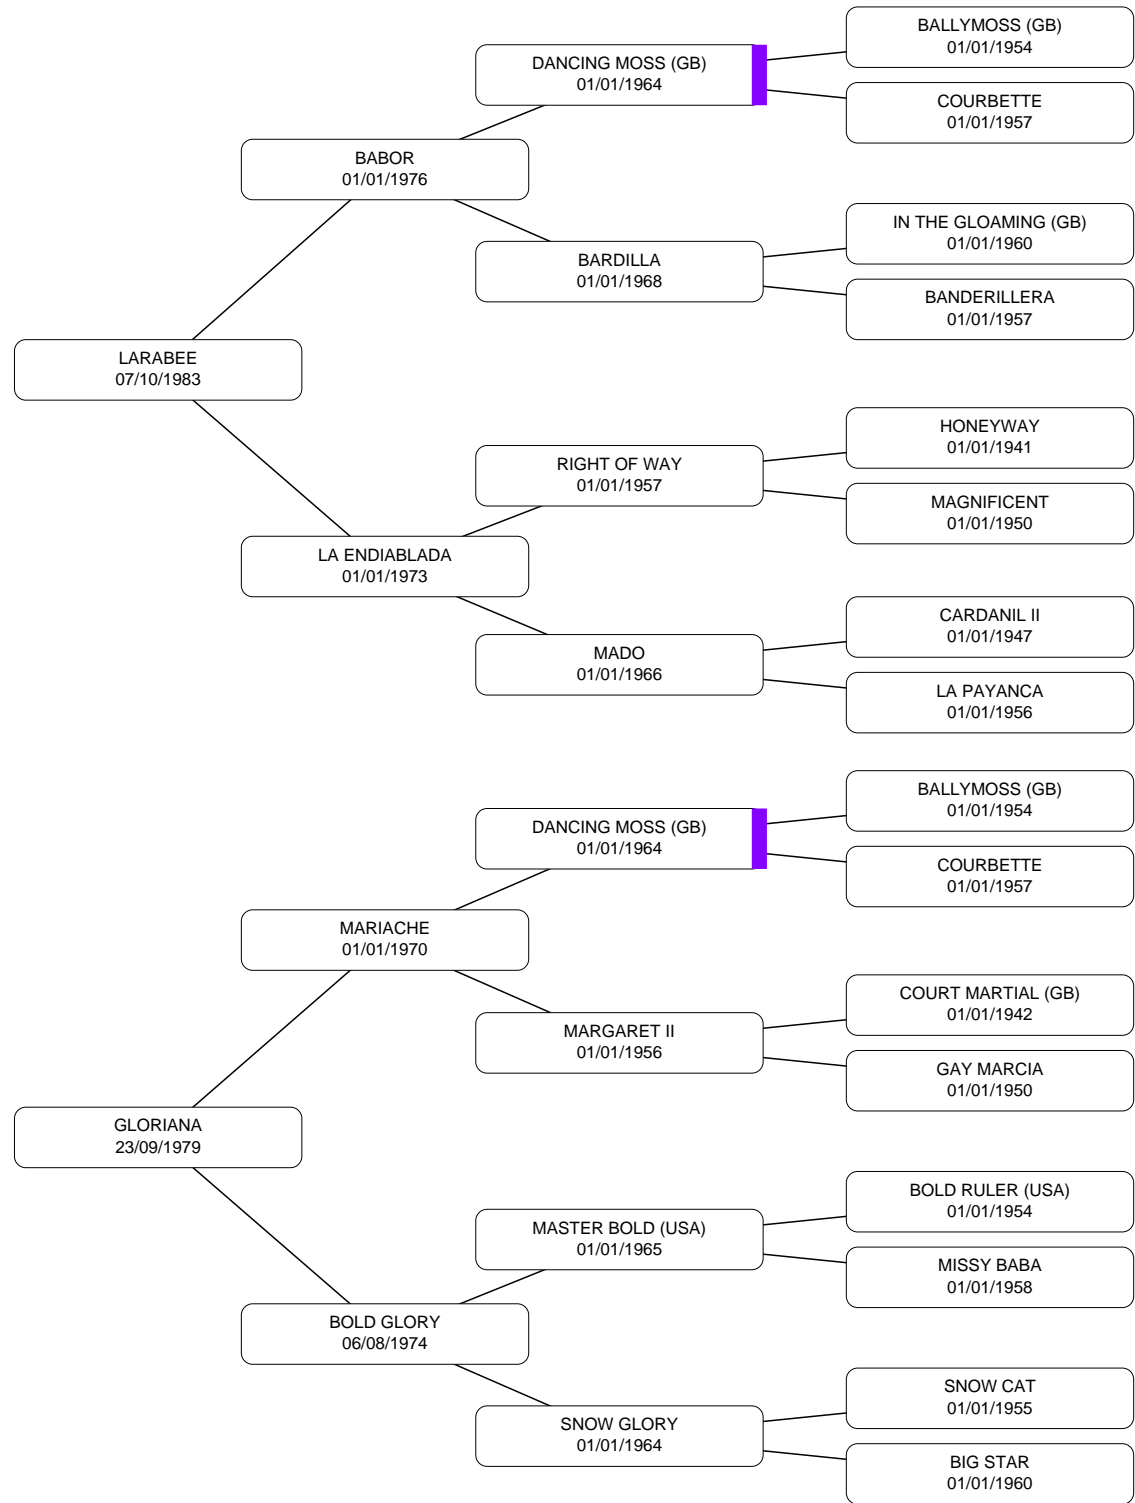 BALLYMOSS (GB)
01/01/1954
DANCING MOSS (GB)
01/01/1964
COURBETTE
01/01/1957
BABOR
01/01/1976
IN THE GLOAMING (GB)
01/01/1960
BARDILLA
01/01/1968
BANDERILLERA
01/01/1957
LARABEE
07/10/1983
HONEYWAY
01/01/1941
RIGHT OF WAY
01/01/1957
MAGNIFICENT
01/01/1950
LA ENDIABLADA
01/01/1973
CARDANIL II
01/01/1947
MADO
01/01/1966
LA PAYANCA
01/01/1956
BALLYMOSS (GB)
01/01/1954
DANCING MOSS (GB)
01/01/1964
COURBETTE
01/01/1957
MARIACHE
01/01/1970
COURT MARTIAL (GB)
01/01/1942
MARGARET II
01/01/1956
GAY MARCIA
01/01/1950
GLORIANA
23/09/1979
BOLD RULER (USA)
01/01/1954
MASTER BOLD (USA)
01/01/1965
MISSY BABA
01/01/1958
BOLD GLORY
06/08/1974
SNOW CAT
01/01/1955
SNOW GLORY
01/01/1964
BIG STAR
01/01/1960